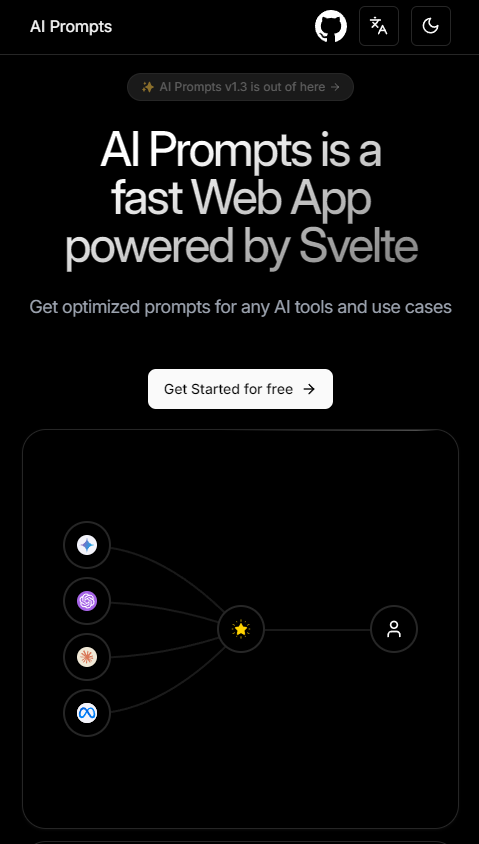 AI Prompts
✨ AI Prompts v1.3 is out of here →
AI Prompts is a
fast Web App
powered by Svelte
Get optimized prompts for any AI tools and use cases
Get Started for free →